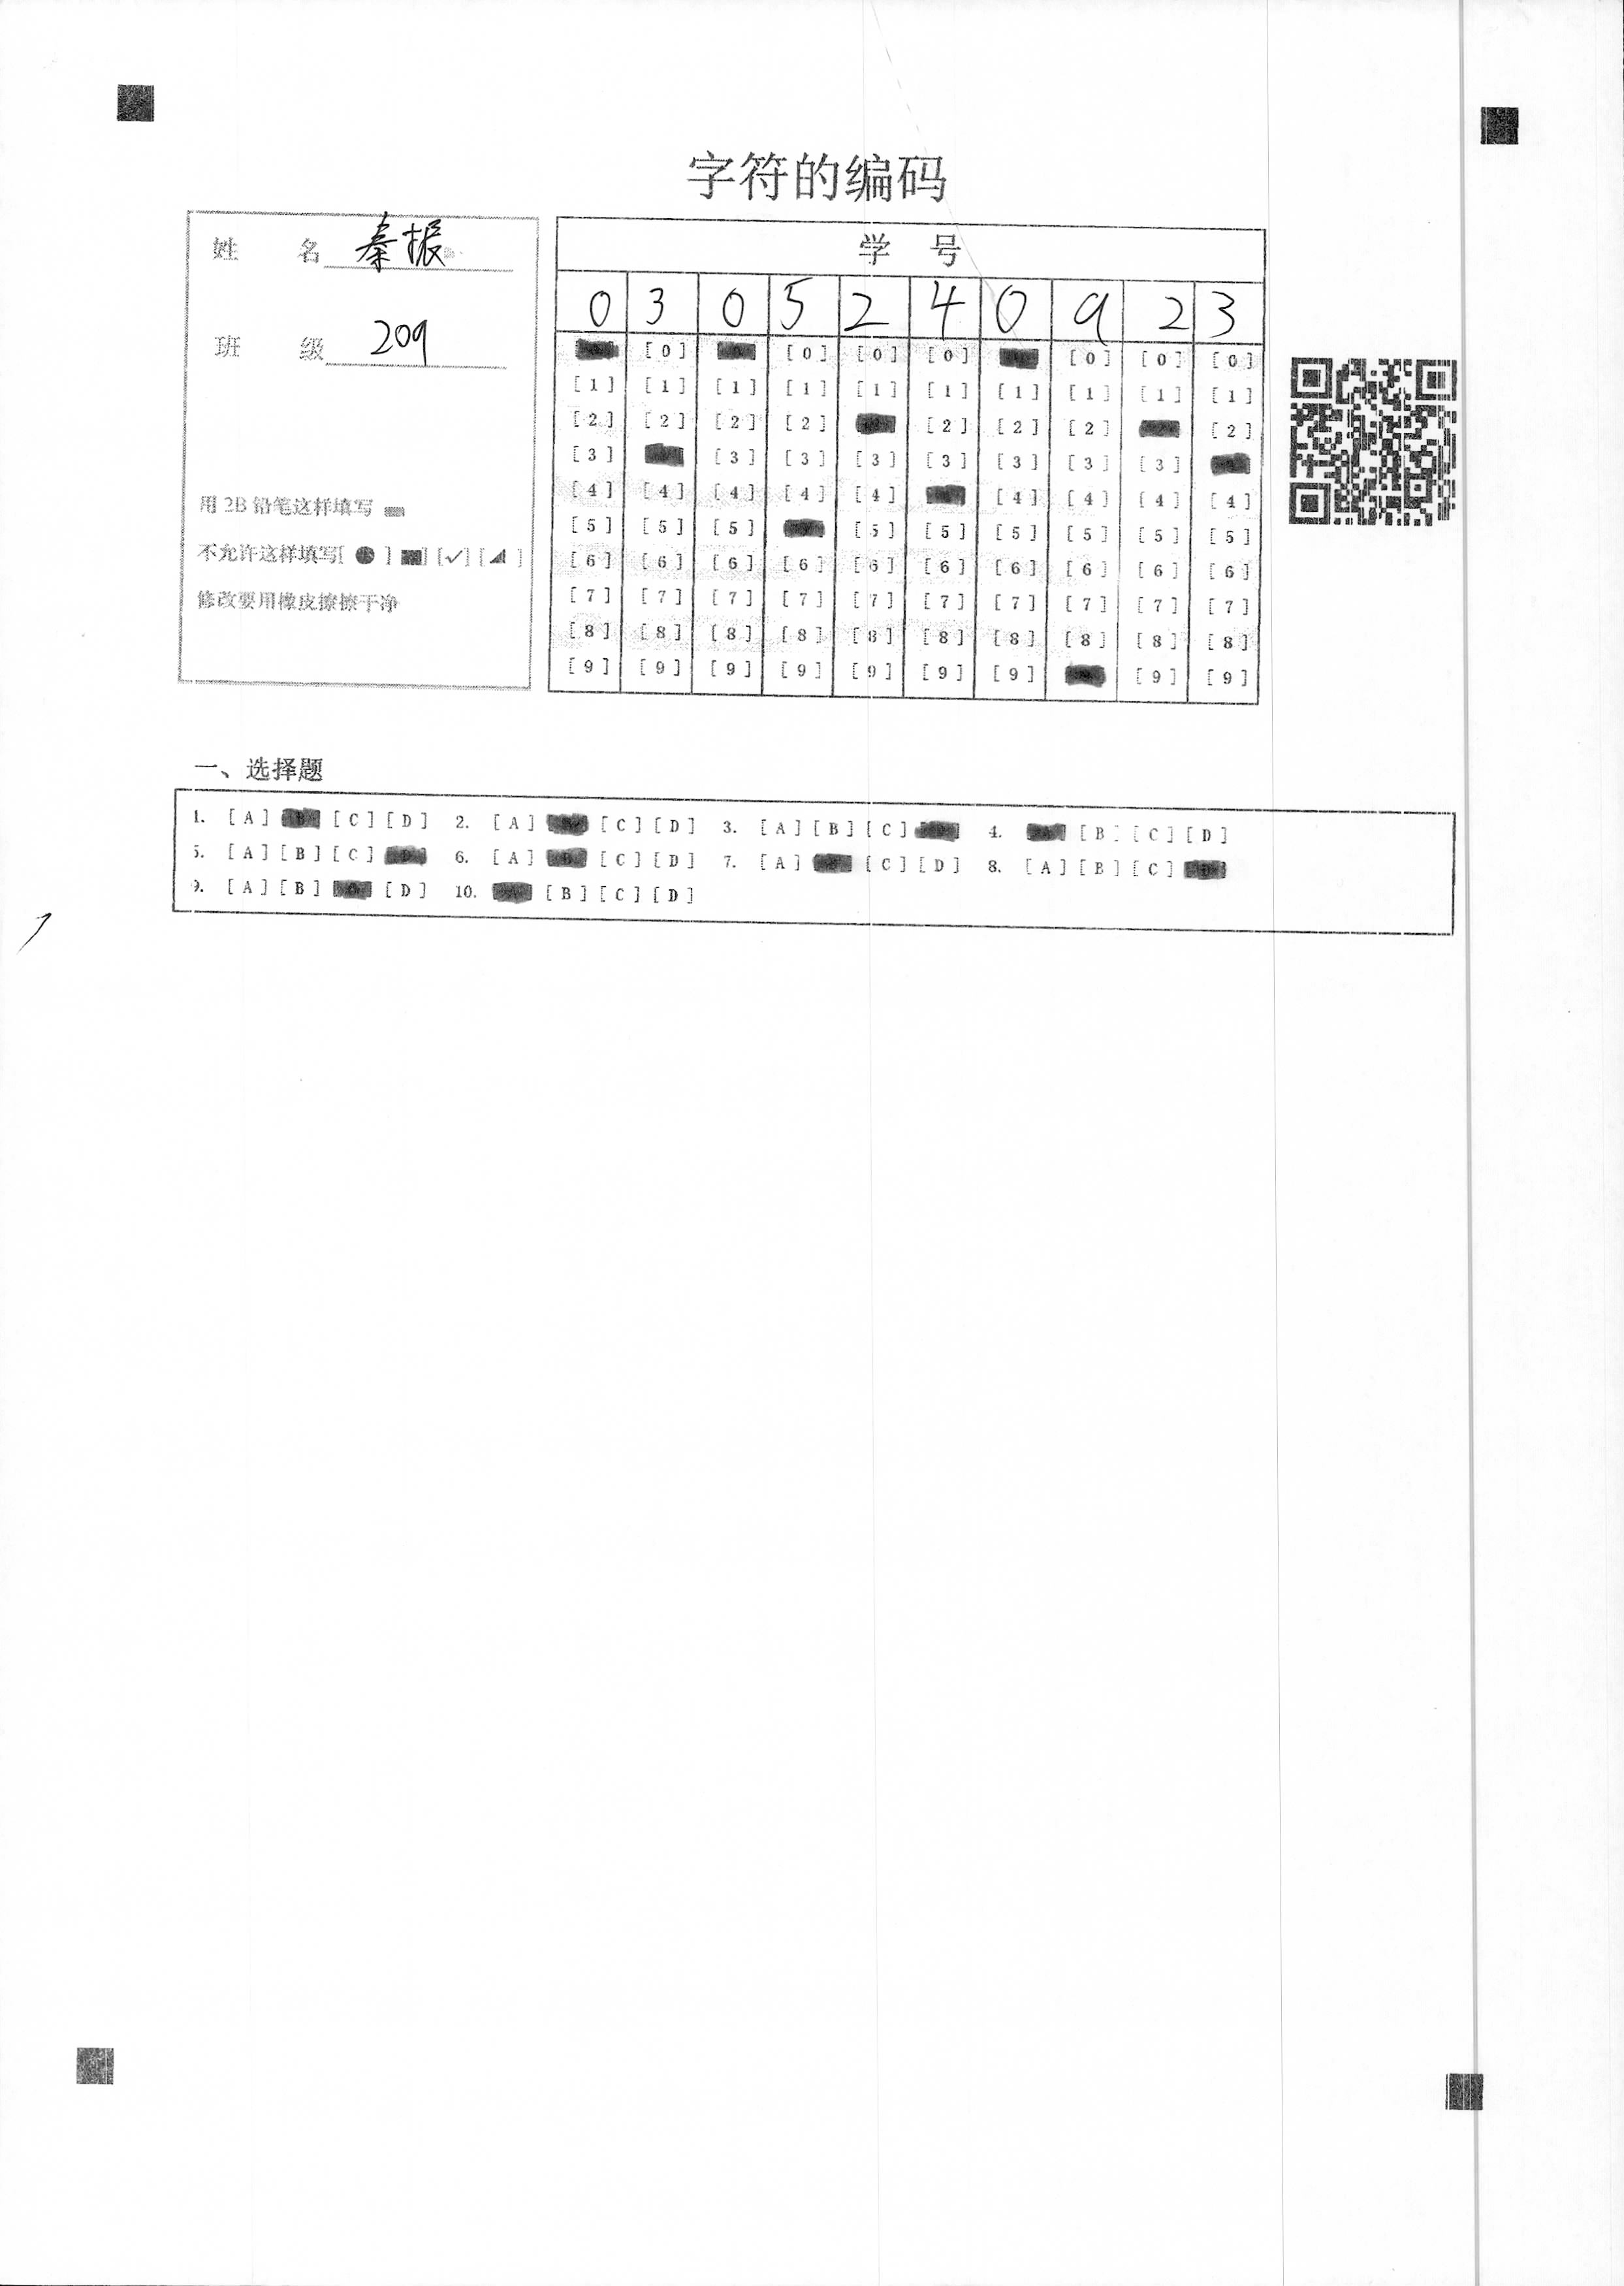 字符的编码
姓 名 秦振
班 级 209
用2B铅笔这样填写
不允许这样填写[ ● ] [■] [✓] [◢ ]
修改要用橡皮擦擦干净
学 号
0 3 0 5 2 4 0 9 2 3
[0] [0] [0] [0] [0] [0] [0]
[1] [1] [1] [1] [1] [1] [1] [1] [1] [1]
[2] [2] [2] [2] [2] [2] [2] [2]
[3] [3] [3] [3] [3] [3] [3] [3]
[4] [4] [4] [4] [4] [4] [4] [4] [4]
[5] [5] [5] [5] [5] [5] [5] [5] [5]
[6] [6] [6] [6] [6] [6] [6] [6] [6] [6]
[7] [7] [7] [7] [7] [7] [7] [7] [7] [7]
[8] [8] [8] [8] [8] [8] [8] [8] [8] [8]
[9] [9] [9] [9] [9] [9] [9] [9] [9]
一、选择题
1. [A] [B] [C] [D] 2. [A] [C] [D] 3. [A] [B] [C] 4. [B] [C] [D]
5. [A] [B] [C] [D] 6. [A] [B] [C] [D] 7. [A] [C] [D] 8. [A] [B] [C]
9. [A] [B] [D] 10. [B] [C] [D]